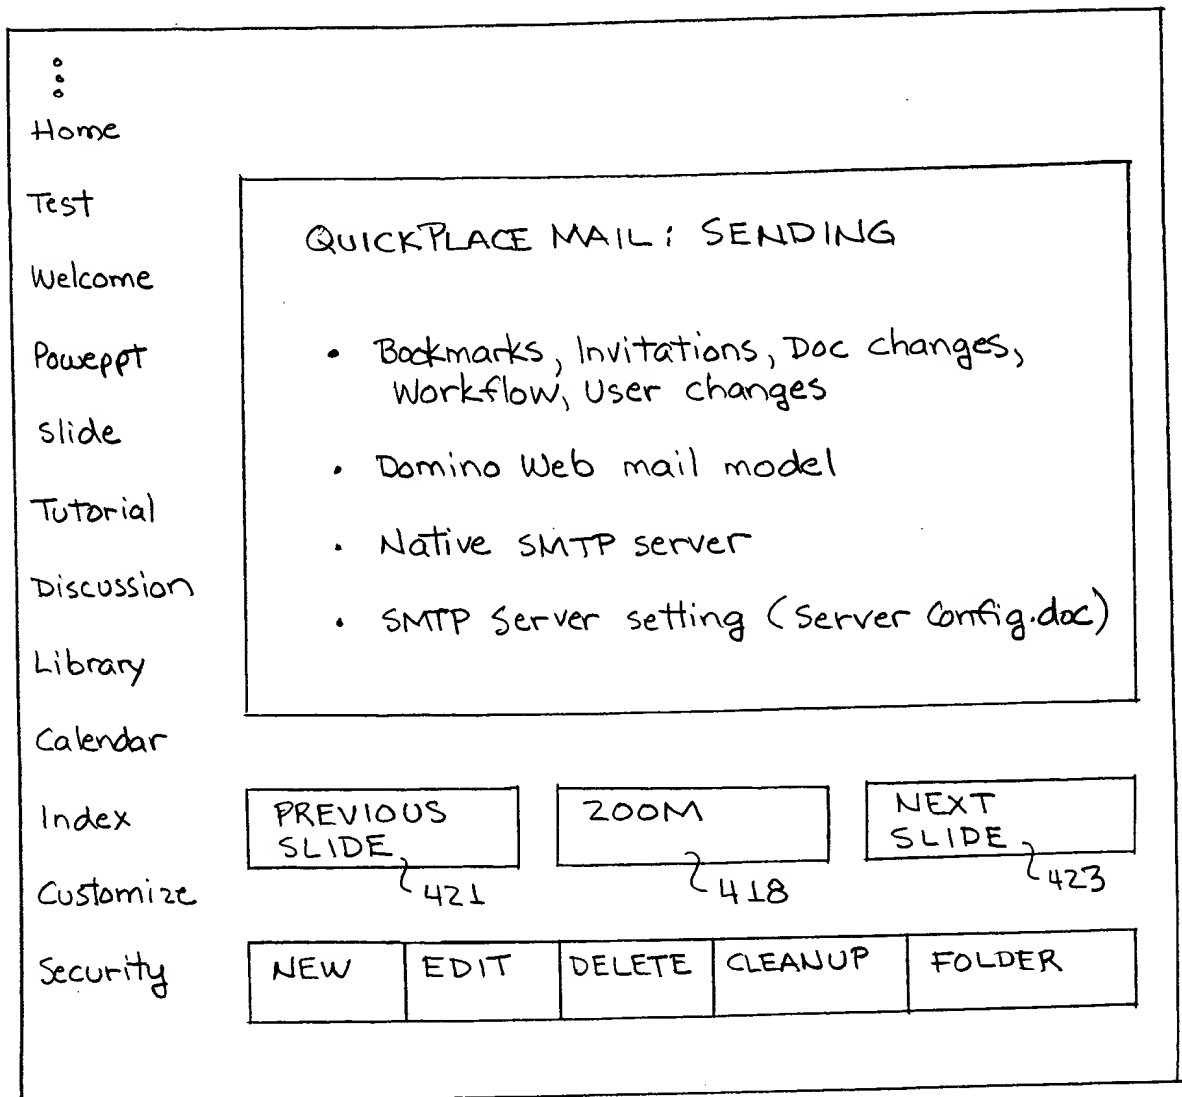 Home
Test
Welcome
Poweppt
Slide
Tutorial
Discussion
Library
Calendar
Index
Customize
Security
QUICKPLACE MAIL: SENDING
• Bookmarks, Invitations, Doc changes,
Workflow, User changes
• Domino Web mail model
• Native SMTP server
• SMTP Server setting (Server Config.doc)
PREVIOUS
SLIDE
421
ZOOM
418
NEXT
SLIDE
423
NEW EDIT DELETE CLEANUP FOLDER